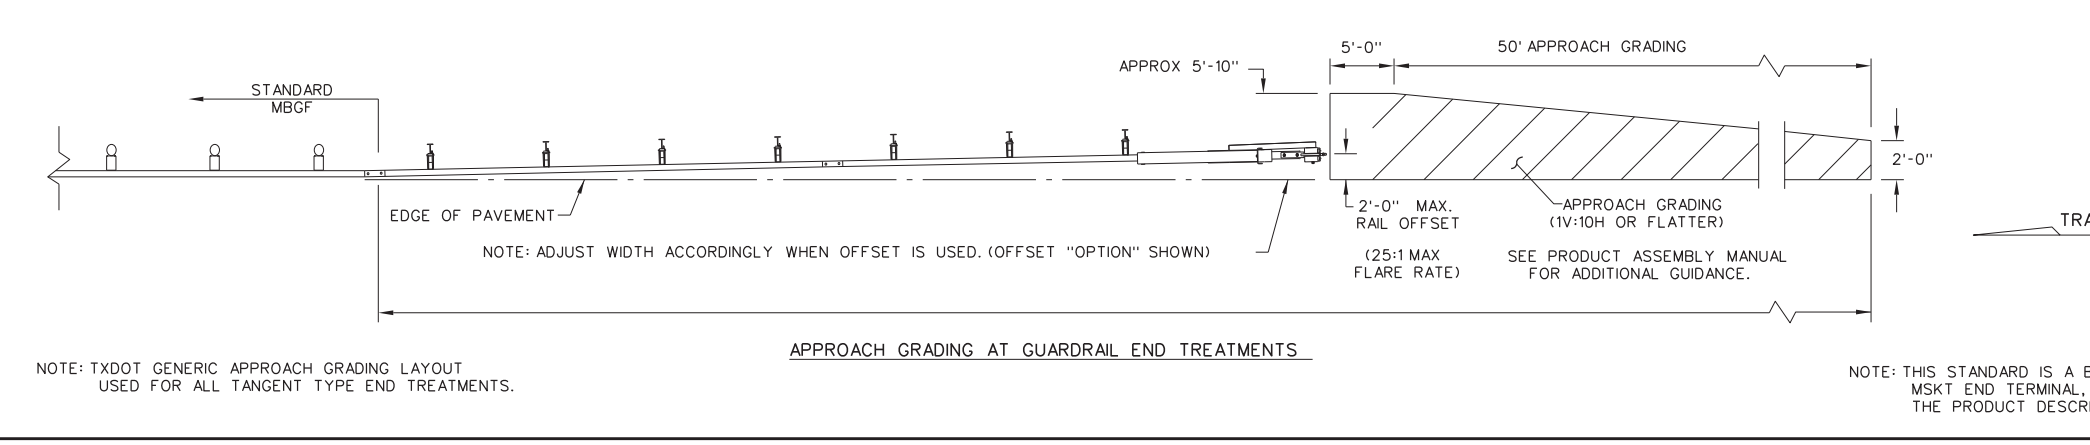 5'-0" 50' APPROACH GRADING
APPROX 5'-10"
STANDARD
MBGF
2'-0"
EDGE OF PAVEMENT
2'-0" MAX.
RAIL OFFSET
(25:1 MAX
FLARE RATE)
APPROACH GRADING
(1V:10H OR FLATTER)
SEE PRODUCT ASSEMBLY MANUAL
FOR ADDITIONAL GUIDANCE.
NOTE: ADJUST WIDTH ACCORDINGLY WHEN OFFSET IS USED. (OFFSET "OPTION" SHOWN)
APPROACH GRADING AT GUARDRAIL END TREATMENTS
NOTE: TXDOT GENERIC APPROACH GRADING LAYOUT
USED FOR ALL TANGENT TYPE END TREATMENTS.
NOTE: THIS STANDARD IS A
MSKT END TERMINAL,
THE PRODUCT